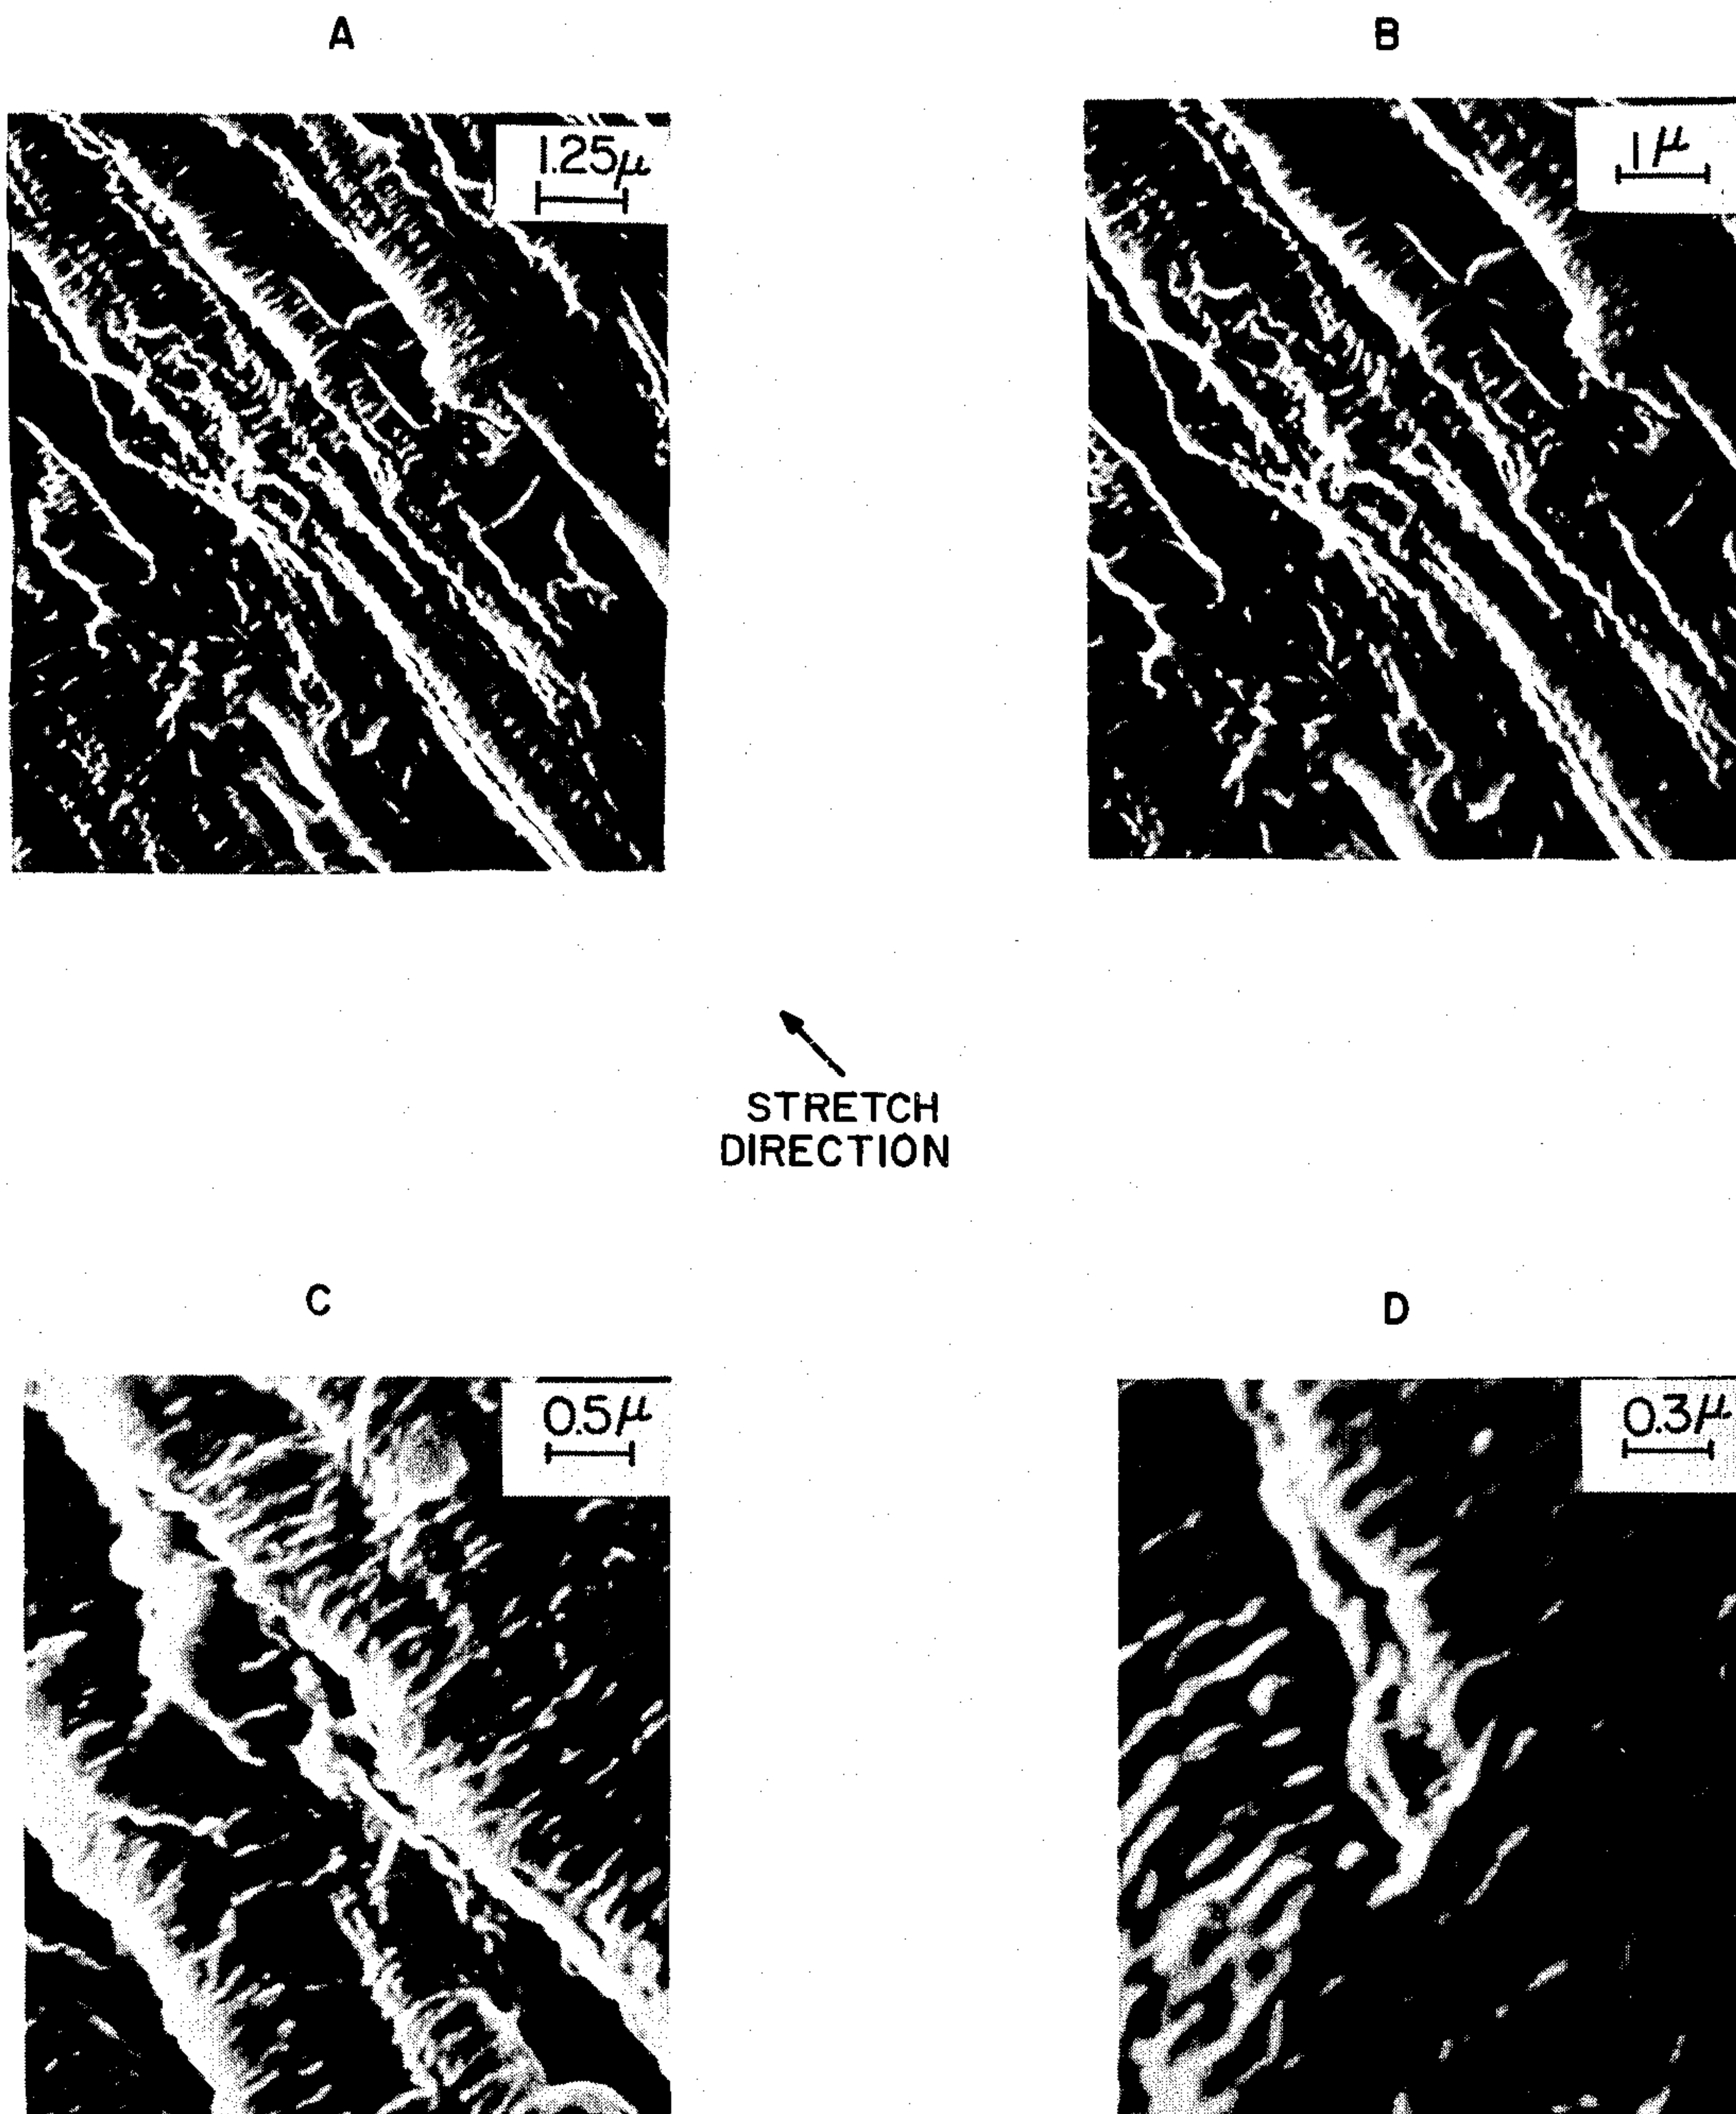 A
B
1.25μ
1μ
STRETCH
DIRECTION
C
D
0.5μ
0.3μ